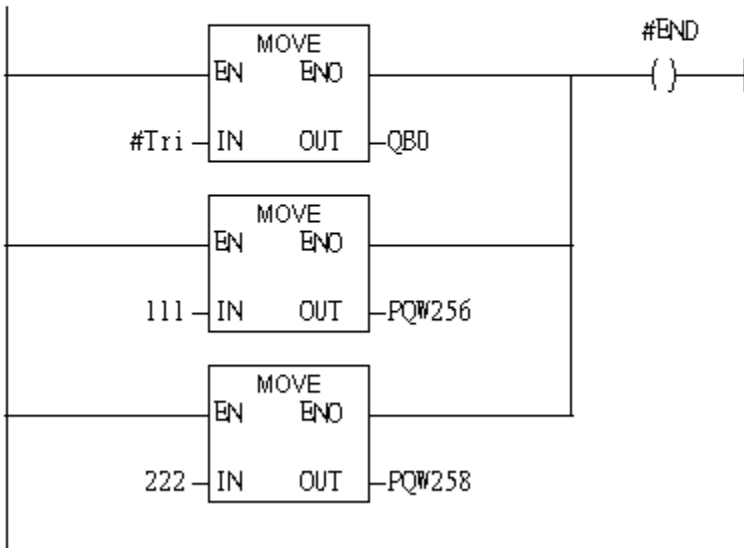 #END
MOVE
EN ENO
#Tri IN OUT QB0
MOVE
EN ENO
111 IN OUT PQW256
MOVE
EN ENO
222 IN OUT PQW258